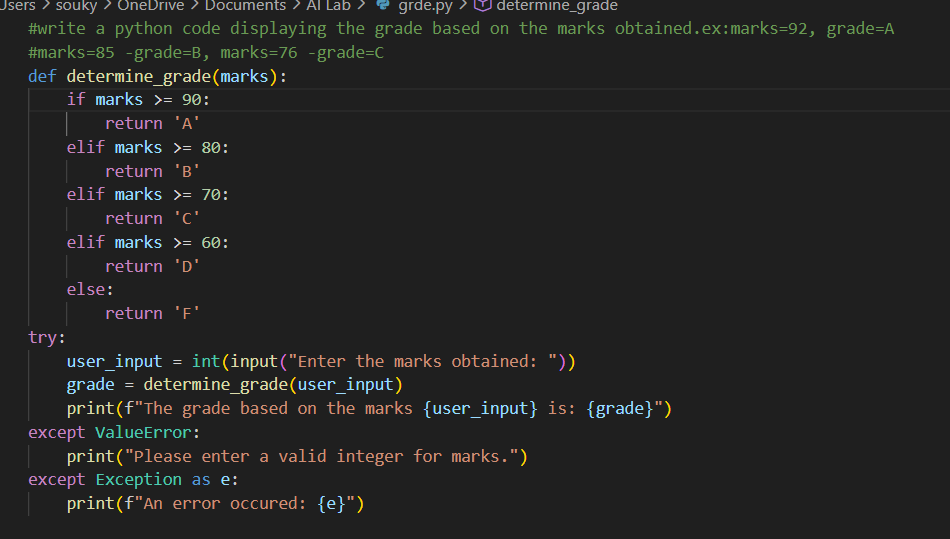 Users > souky > OneDrive > Documents > AI Lab > grde.py > determine_grade
#write a python code displaying the grade based on the marks obtained.ex:marks=92, grade=A
#marks=85 -grade=B, marks=76 -grade=C
def determine_grade(marks):
    if marks >= 90:
        return 'A'
    elif marks >= 80:
        return 'B'
    elif marks >= 70:
        return 'C'
    elif marks >= 60:
        return 'D'
    else:
        return 'F'
try:
    user_input = int(input("Enter the marks obtained: "))
    grade = determine_grade(user_input)
    print(f"The grade based on the marks {user_input} is: {grade}")
except ValueError:
    print("Please enter a valid integer for marks.")
except Exception as e:
    print(f"An error occured: {e}")